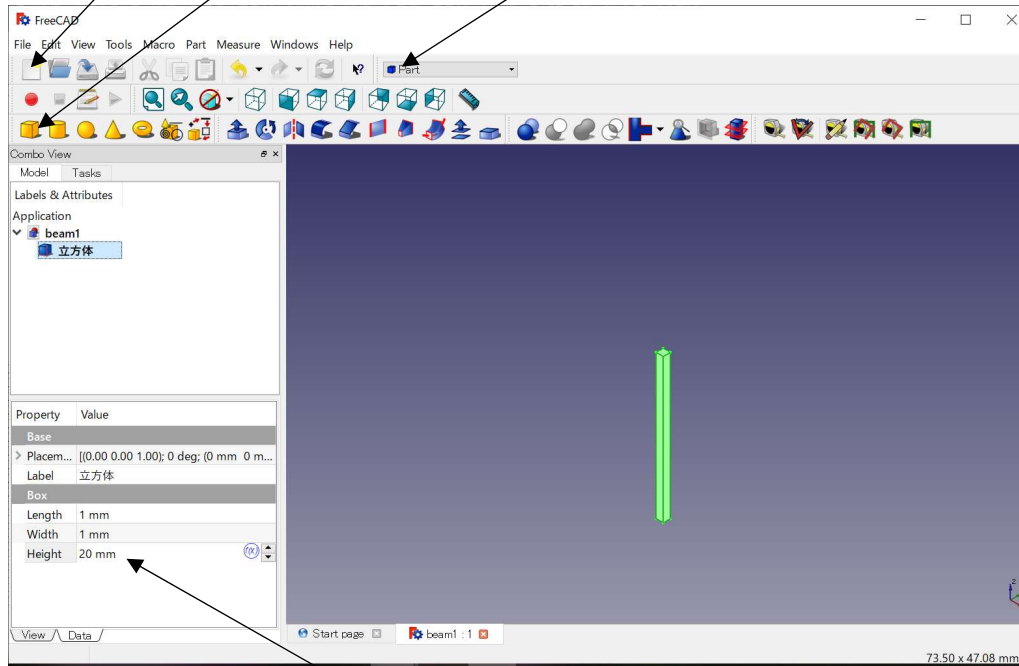 FreeCAD
File Edit View Tools Macro Part Measure Windows Help
Part
Combo View
Model Tasks
Labels & Attributes
Application
beam1
立方体
Property Value
Base
Placem... [(0.00 0.00 1.00); 0 deg; (0 mm 0 m...
Label 立方体
Box
Length 1 mm
Width 1 mm
Height 20 mm f(x)
View Data
Start page beam1 : 1
z
73.50 x 47.08 mm